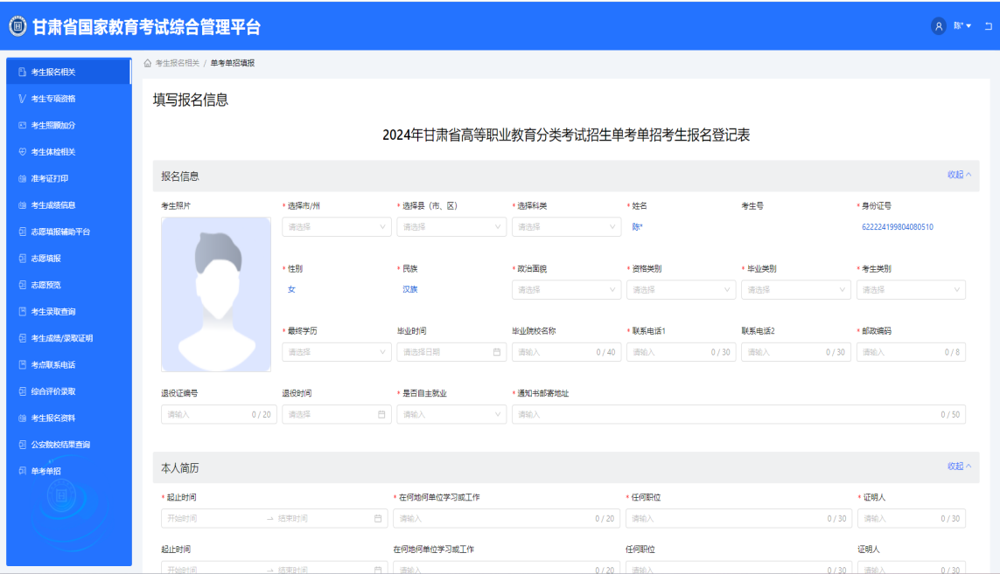 甘肃省国家教育考试综合管理平台
陈*
考生报名相关
考生专项资格
考生照顾加分
考生体检相关
准考证打印
考生成绩信息
志愿填报辅助平台
志愿填报
志愿预览
考生录取查询
考生成绩/录取证明
考点联系电话
综合评价录取
考生报名资料
公安院校结果查询
单考单招
考生报名相关 / 单考单招填报
填写报名信息
2024年甘肃省高等职业教育分类考试招生单考单招考生报名登记表
报名信息 收起
考生照片 * 选择市/州 * 选择县（市、区） * 选择科类 * 姓名 考生号 * 身份证号
请选择 请选择 请选择 陈* 622224199804080510
* 性别 * 民族 * 政治面貌 * 资格类别 * 毕业类别 * 考生类别
女 汉族 请选择 请选择 请选择 请选择
* 最终学历 毕业时间 毕业院校名称 * 联系电话1 联系电话2 * 邮政编码
请选择 请选择日期 请输入 0 / 40 请输入 0 / 30 请输入 0 / 30 请输入 0 / 8
退役证编号 退役时间 * 是否自主就业 * 通知书邮寄地址
请输入 0 / 20 请选择 请输入 请输入 0 / 50
本人简历 收起
* 起止时间 * 在何地何单位学习或工作 * 任何职位 * 证明人
开始时间 → 结束时间 请输入 0 / 20 请输入 0 / 30 请输入 0 / 30
起止时间 在何地何单位学习或工作 任何职位 证明人
开始时间 → 结束时间 请输入 0 / 20 请输入 0 / 30 请输入 0 / 30